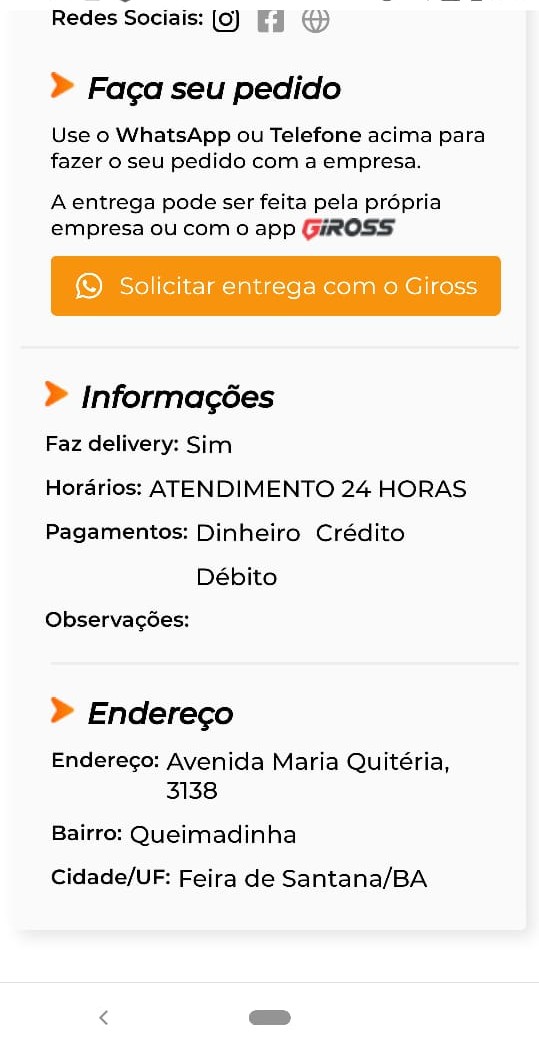 Redes Sociais:
Faça seu pedido
Use o WhatsApp ou Telefone acima para
fazer o seu pedido com a empresa.
A entrega pode ser feita pela própria
empresa ou com o app GiROSS
Solicitar entrega com o Giross
Informações
Faz delivery: Sim
Horários: ATENDIMENTO 24 HORAS
Pagamentos: Dinheiro Crédito
Débito
Observações:
Endereço
Endereço: Avenida Maria Quitéria,
3138
Bairro: Queimadinha
Cidade/UF: Feira de Santana/BA